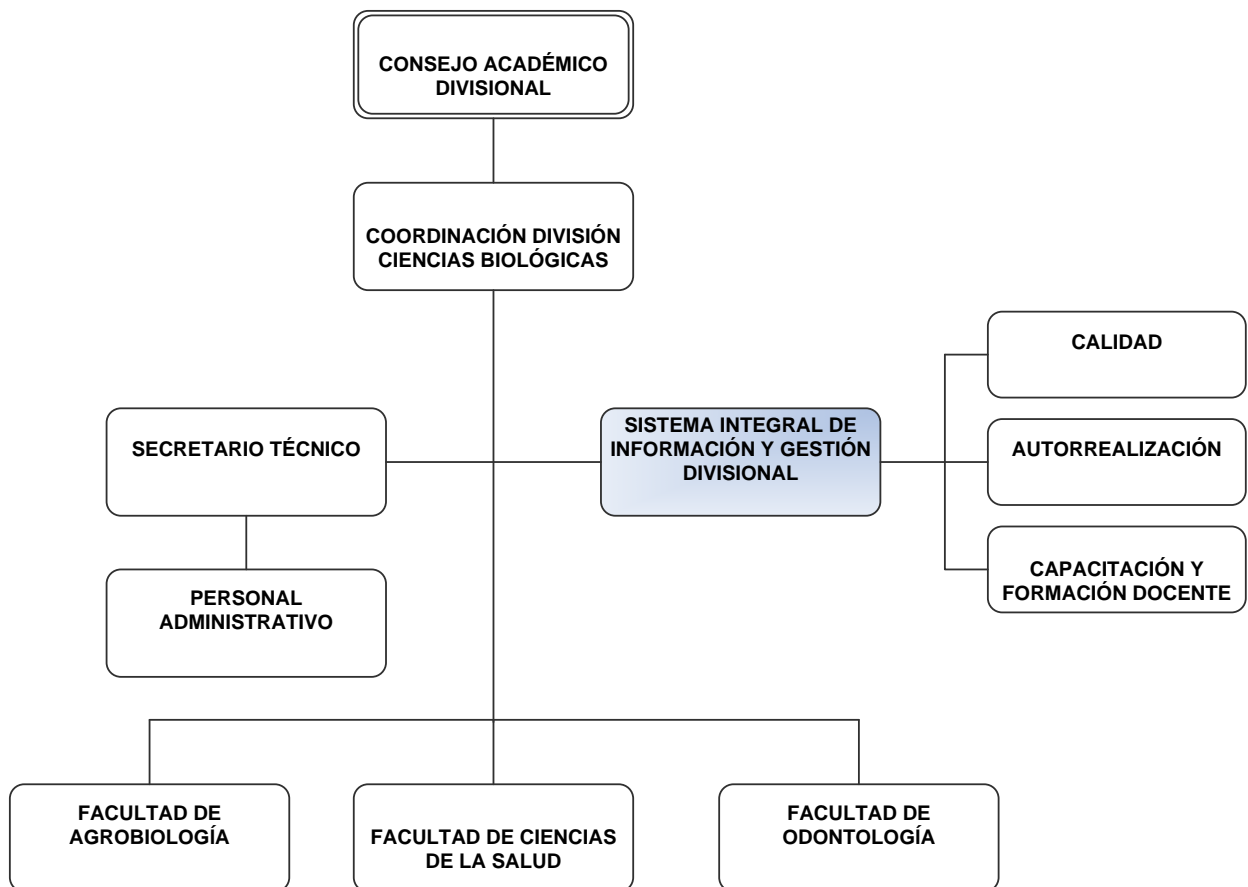 CONSEJO ACADÉMICO
DIVISIONAL
COORDINACIÓN DIVISIÓN
CIENCIAS BIOLÓGICAS
CALIDAD
SECRETARIO TÉCNICO
SISTEMA INTEGRAL DE
INFORMACIÓN Y GESTIÓN
DIVISIONAL
AUTORREALIZACIÓN
CAPACITACIÓN Y
FORMACIÓN DOCENTE
PERSONAL
ADMINISTRATIVO
FACULTAD DE
AGROBIOLOGÍA
FACULTAD DE CIENCIAS
DE LA SALUD
FACULTAD DE
ODONTOLOGÍA